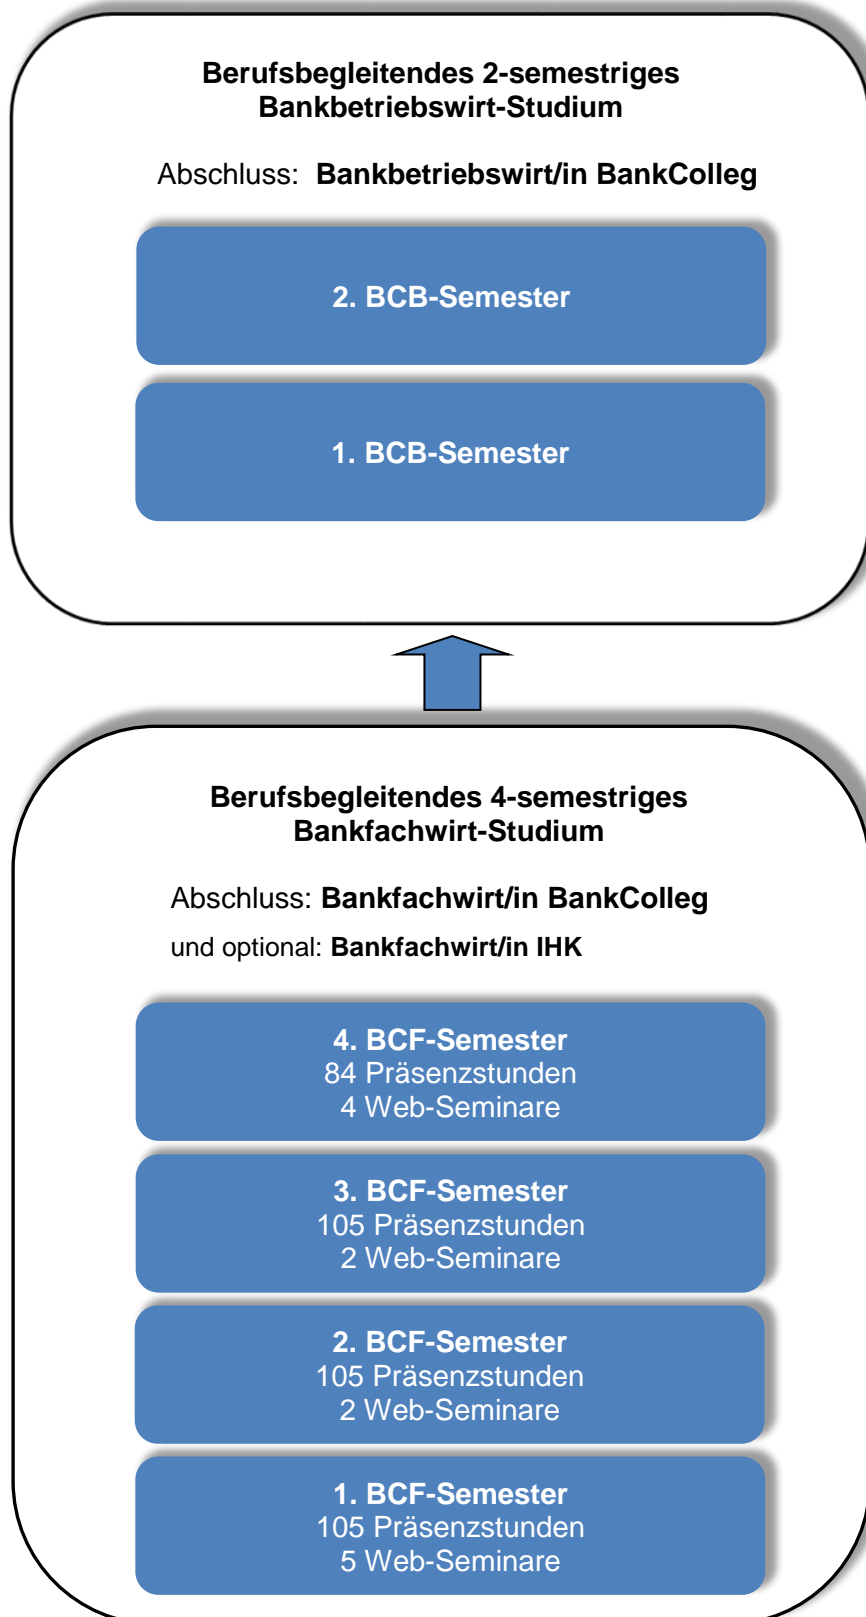 Berufsbegleitendes 2-semestriges
Bankbetriebswirt-Studium
Abschluss: Bankbetriebswirt/in BankColleg
2. BCB-Semester
1. BCB-Semester
Berufsbegleitendes 4-semestriges
Bankfachwirt-Studium
Abschluss: Bankfachwirt/in BankColleg
und optional: Bankfachwirt/in IHK
4. BCF-Semester
84 Präsenzstunden
4 Web-Seminare
3. BCF-Semester
105 Präsenzstunden
2 Web-Seminare
2. BCF-Semester
105 Präsenzstunden
2 Web-Seminare
1. BCF-Semester
105 Präsenzstunden
5 Web-Seminare